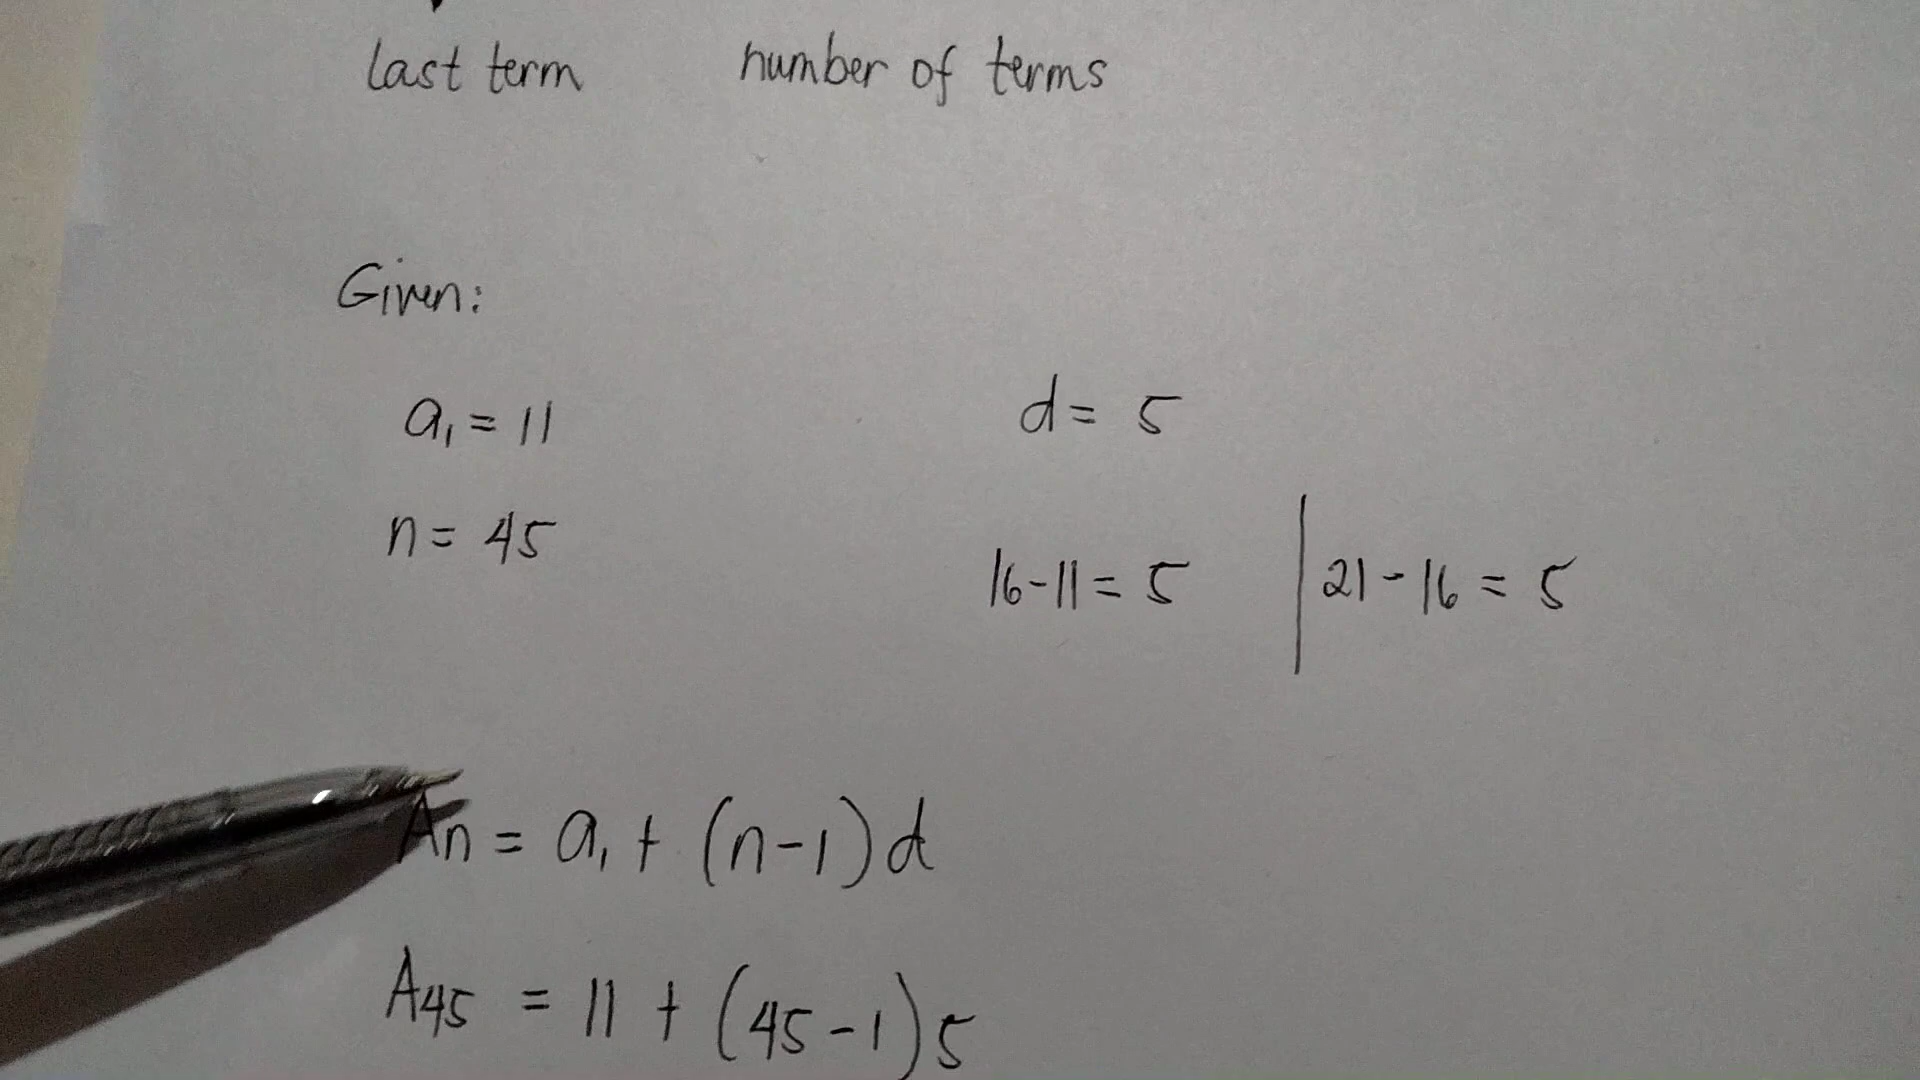 last term number of terms
Given:
a₁ = 11 d = 5
n = 45
16-11 = 5 | 21 - 16 = 5
An = a₁ + (n-1)d
A45 = 11 + (45-1)5